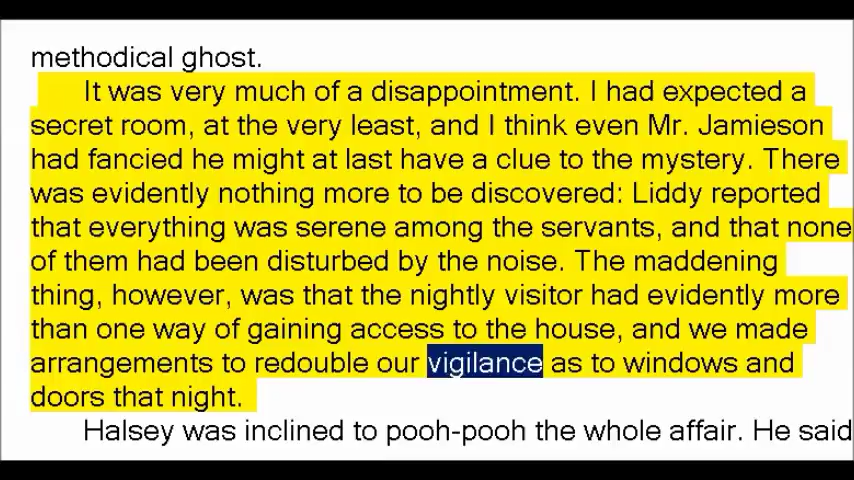 methodical ghost.
It was very much of a disappointment. I had expected a
secret room, at the very least, and I think even Mr. Jamieson
had fancied he might at last have a clue to the mystery. There
was evidently nothing more to be discovered: Liddy reported
that everything was serene among the servants, and that none
of them had been disturbed by the noise. The maddening
thing, however, was that the nightly visitor had evidently more
than one way of gaining access to the house, and we made
arrangements to redouble our vigilance as to windows and
doors that night.
Halsey was inclined to pooh-pooh the whole affair. He said